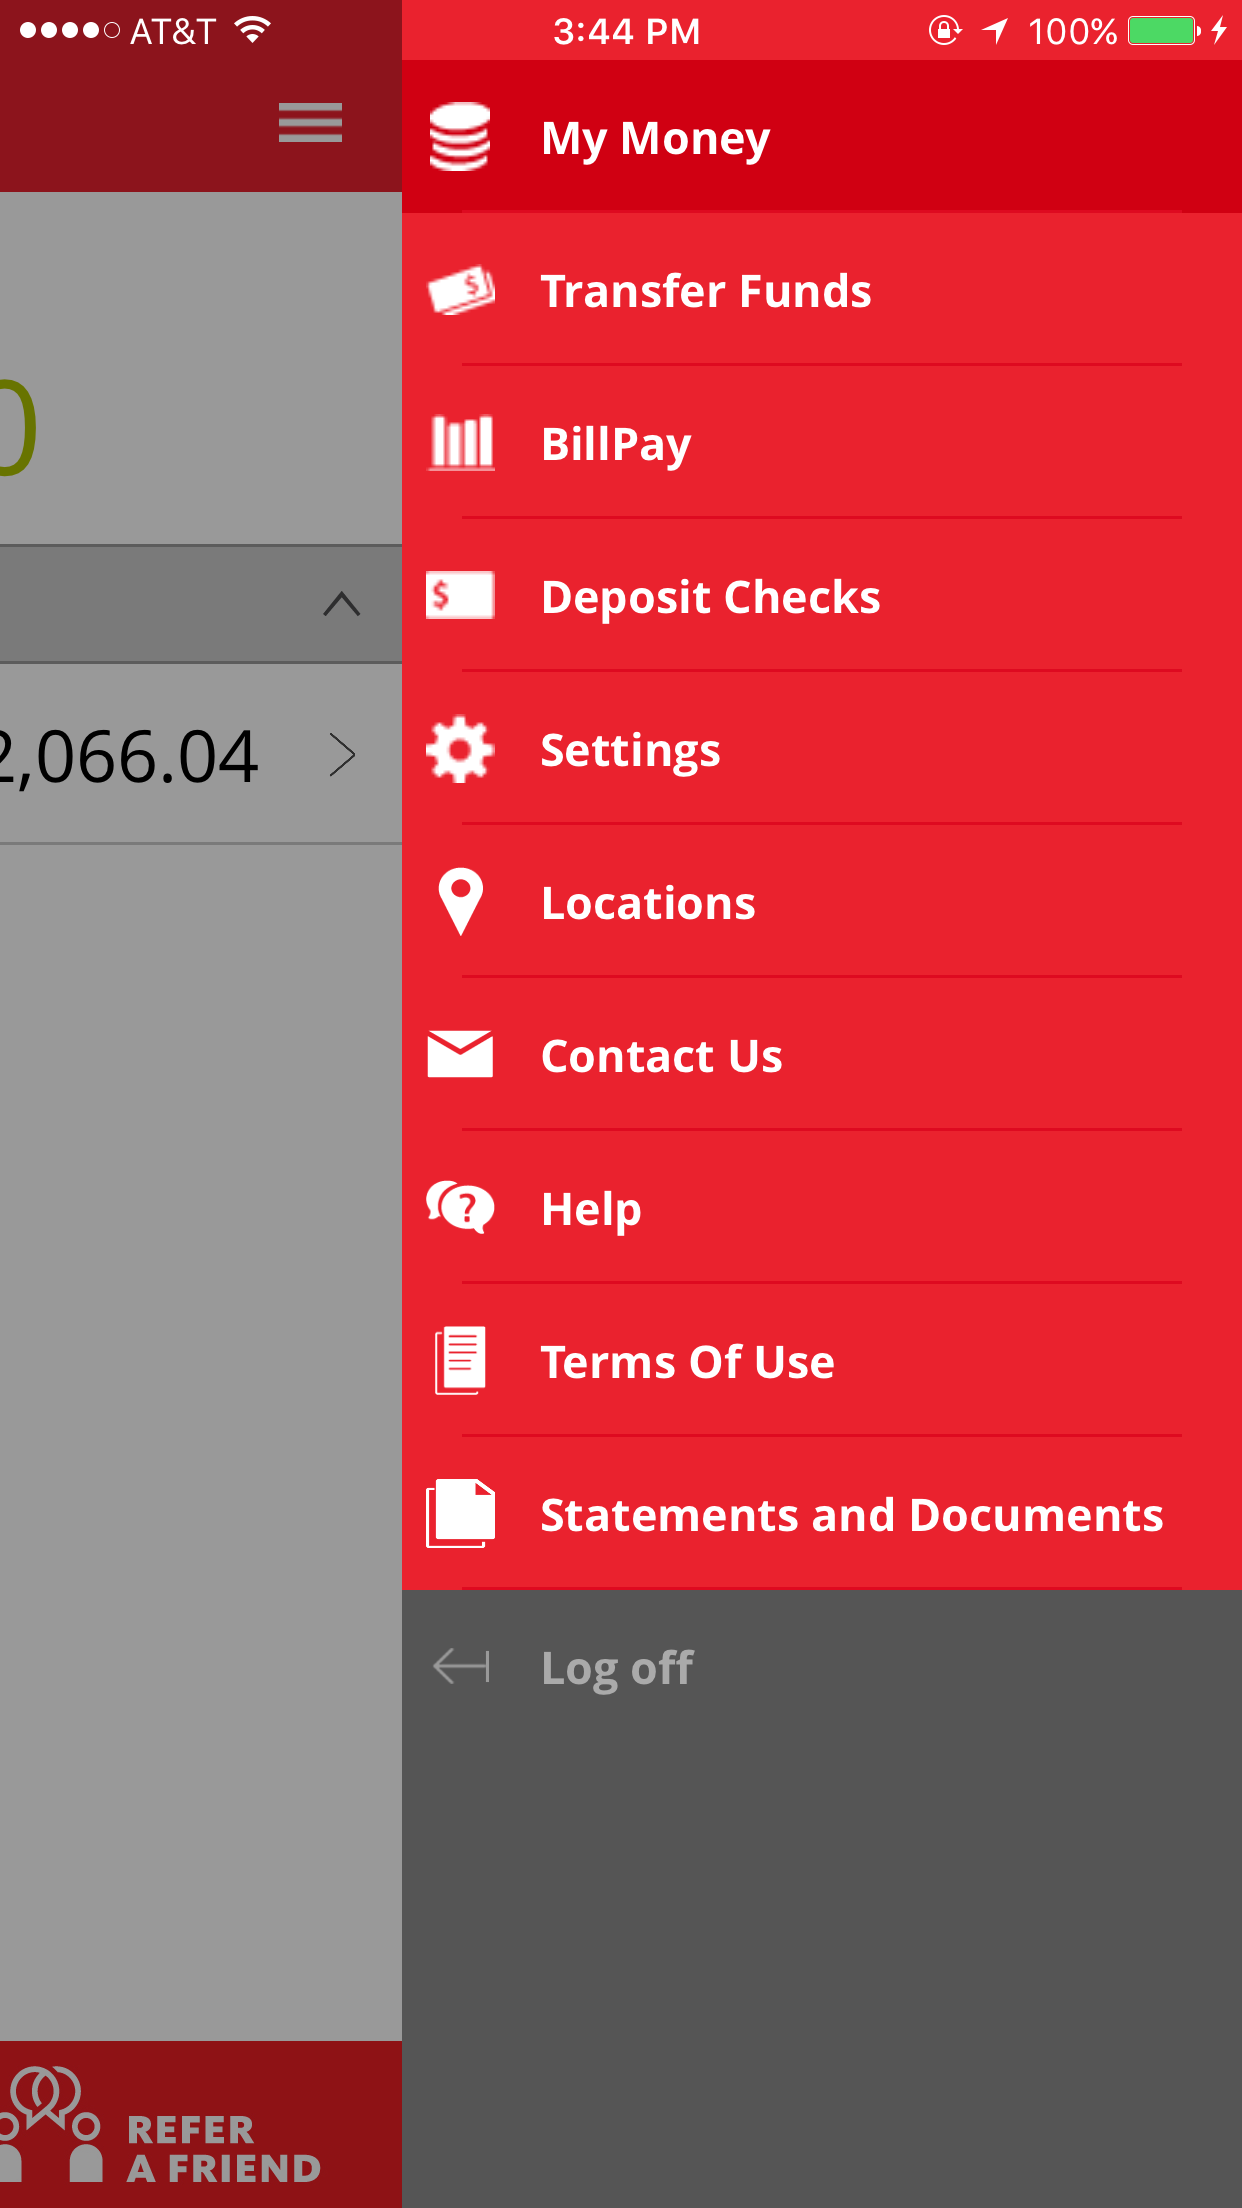 AT&T 3:44 PM 100%
My Money
Transfer Funds
0
BillPay
$ Deposit Checks
2,066.04
Settings
Locations
Contact Us
? Help
Terms Of Use
Statements and Documents
Log off
REFER
A FRIEND